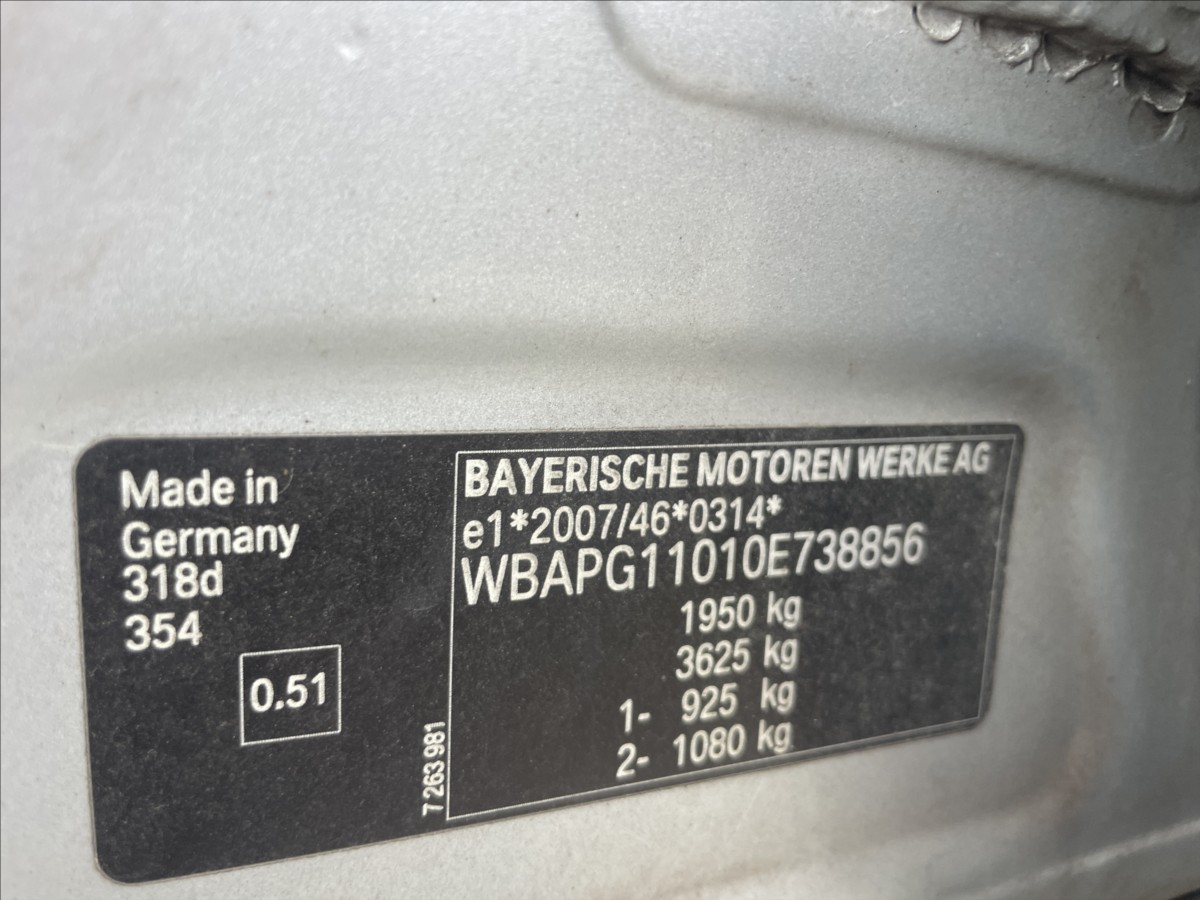 Made in
Germany
318d
354
0.51
7 263 981
BAYERISCHE MOTOREN WERKE AG
e1*2007/46*0314*
WBAPG11010E738856
1950 kg
3625 kg
1- 925 kg
2- 1080 kg